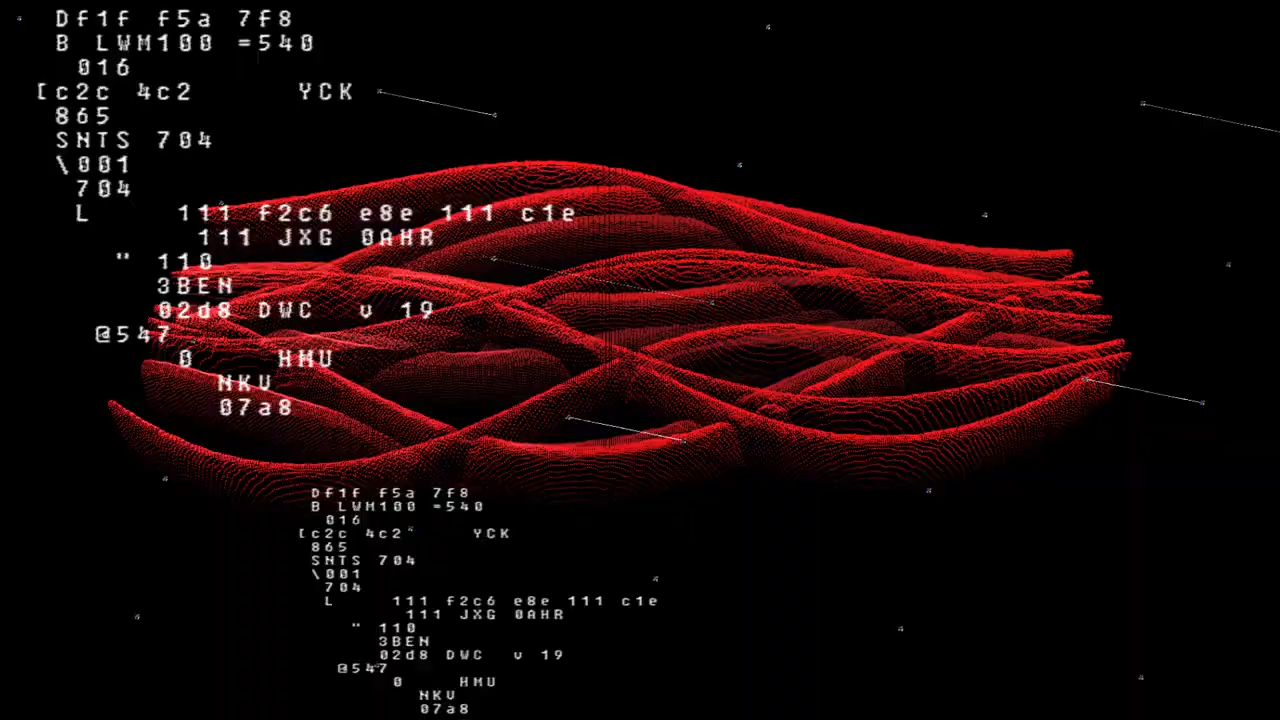 Df1f f5a 7f8
B LWM100 =540
016
[c2c 4c2 YCK
865
SNTS 704
\001
704
L 111 f2c6 e8e 111 c1e
111 JXG 0AHR
" 110
3BEN
02d8 DWC v 19
@547
0 HMU
NKV
07a8
Df1f f5a 7f8
B LWM100 =540
016
[c2c 4c2 YCK
865
SNTS 704
\001
704
L 111 f2c6 e8e 111 c1e
111 JXG 0AHR
" 110
3BEN
02d8 DWC v 19
@547
0 HMU
NKV
07a8